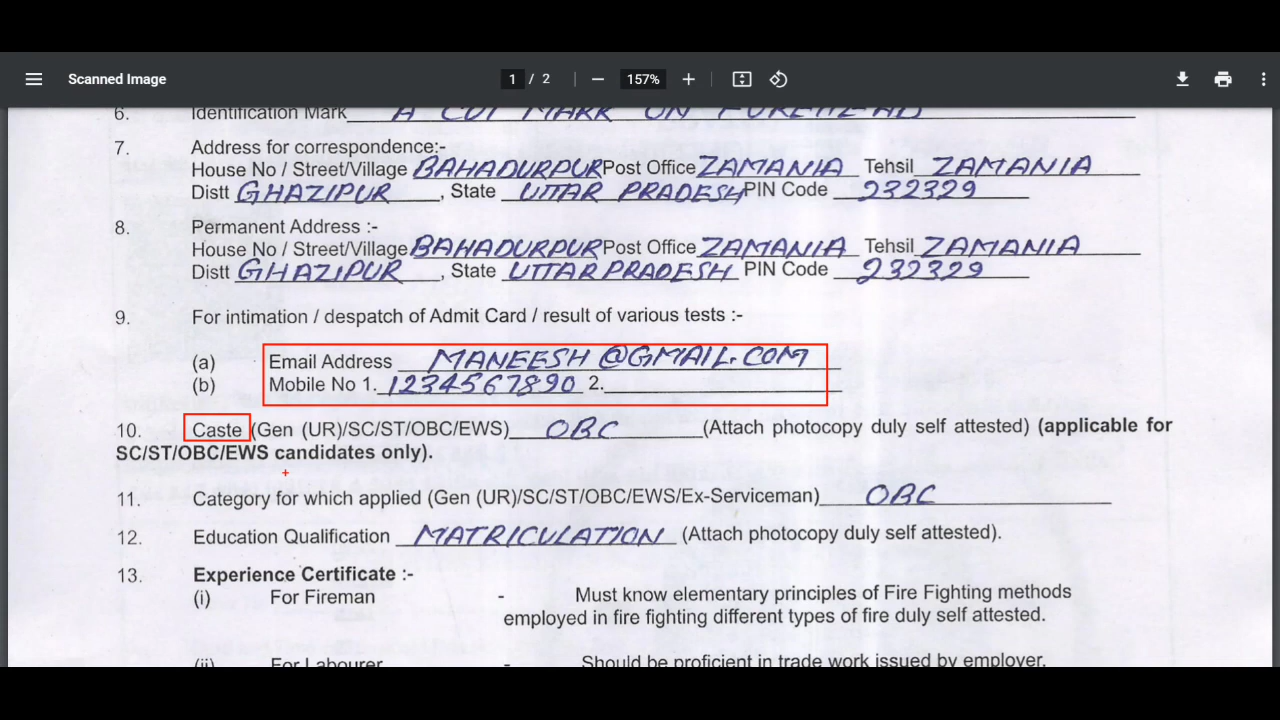 Scanned Image
1 / 2
157%
6. Identification Mark A CUT MARK ON FOREHEAD
7. Address for correspondence:-
House No / Street/Village BAHADURPUR Post Office ZAMANIA Tehsil ZAMANIA
Distt GHAZIPUR , State UTTAR PRADESH PIN Code 232329
8. Permanent Address :-
House No / Street/Village BAHADURPUR Post Office ZAMANIA Tehsil ZAMANIA
Distt GHAZIPUR , State UTTAR PRADESH PIN Code 232329
9. For intimation / despatch of Admit Card / result of various tests :-
(a) Email Address MANEESH @GMAIL.COM
(b) Mobile No 1. 1234567890 2.
10. Caste (Gen (UR)/SC/ST/OBC/EWS) OBC (Attach photocopy duly self attested) (applicable for
SC/ST/OBC/EWS candidates only).
11. Category for which applied (Gen (UR)/SC/ST/OBC/EWS/Ex-Serviceman) OBC
12. Education Qualification MATRICULATION (Attach photocopy duly self attested).
13. Experience Certificate :-
(i) For Fireman - Must know elementary principles of Fire Fighting methods
employed in fire fighting different types of fire duly self attested.
(ii) For Labourer - Should be proficient in trade work issued by employer.